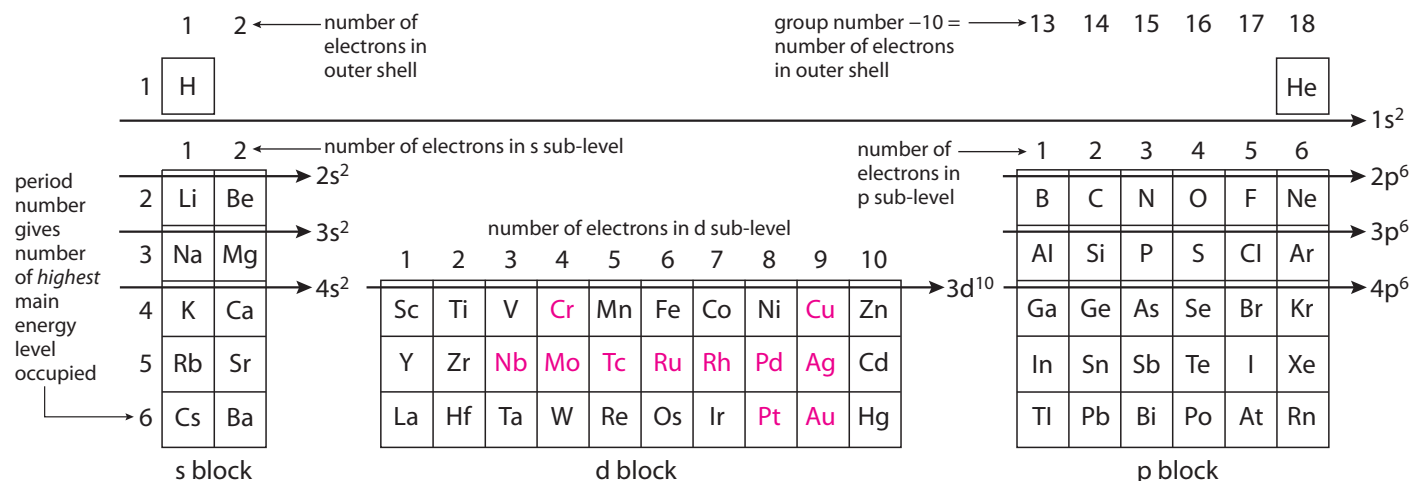 1 2 number of electrons in outer shell
group number −10 = number of electrons in outer shell 13 14 15 16 17 18
1 H He
1s²
1 2 number of electrons in s sub-level
number of electrons in p sub-level 1 2 3 4 5 6
period number gives number of highest main energy level occupied
2s² 2p⁶
2 Li Be B C N O F Ne
3s² 3p⁶
number of electrons in d sub-level
3 Na Mg 1 2 3 4 5 6 7 8 9 10 Al Si P S Cl Ar
4s² 3d¹⁰ 4p⁶
4 K Ca Sc Ti V Cr Mn Fe Co Ni Cu Zn Ga Ge As Se Br Kr
5 Rb Sr Y Zr Nb Mo Tc Ru Rh Pd Ag Cd In Sn Sb Te I Xe
6 Cs Ba La Hf Ta W Re Os Ir Pt Au Hg Tl Pb Bi Po At Rn
s block d block p block